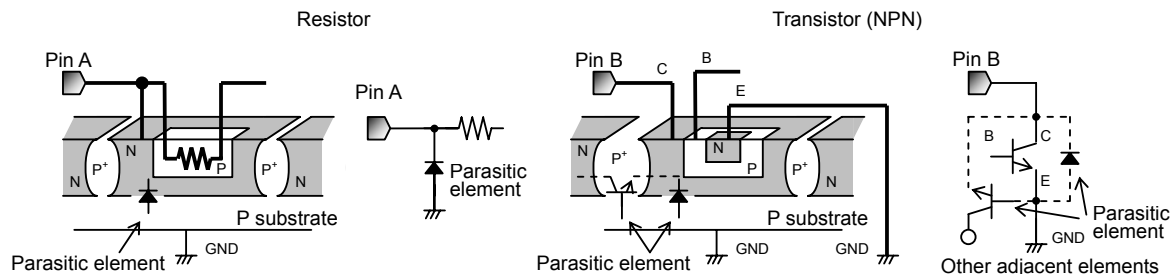 Resistor
Pin A
N
N
P⁺
P
P⁺
N
P substrate
Parasitic element
GND
Pin A
Parasitic
element
Transistor (NPN)
Pin B
C
B
E
N
P⁺
N
P
P⁺
N
P substrate
Parasitic element
GND
GND
Pin B
B
C
E
Parasitic
element
GND
Other adjacent elements